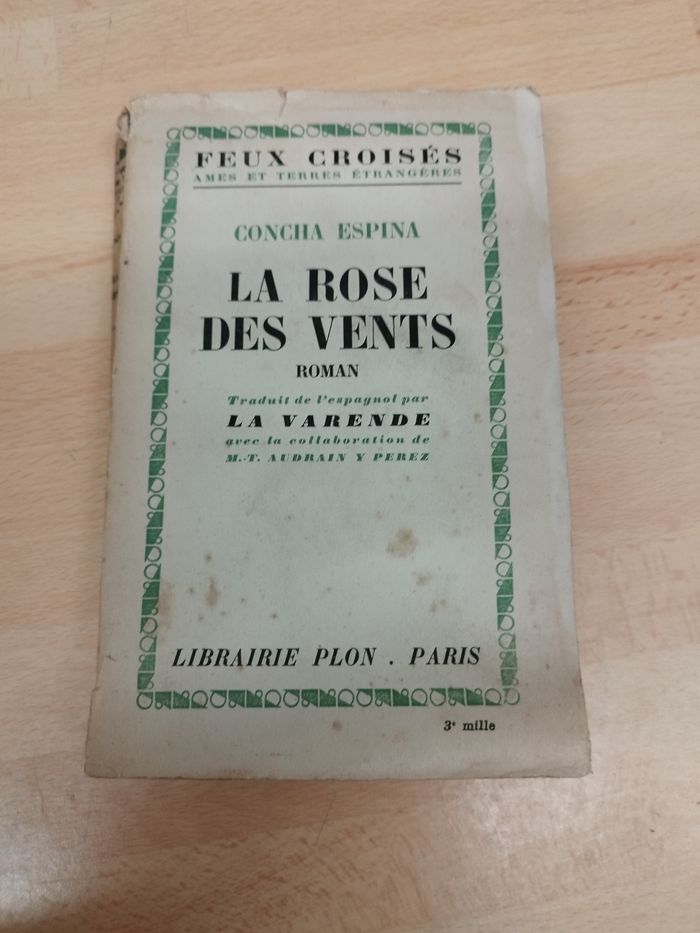 FEUX CROISÉS
AMES ET TERRES ÉTRANGÈRES
CONCHA ESPINA
LA ROSE
DES VENTS
ROMAN
Traduit de l'espagnol par
LA VARENDE
avec la collaboration de
M.-T. AUDRAIN Y PEREZ
LIBRAIRIE PLON . PARIS
3e mille